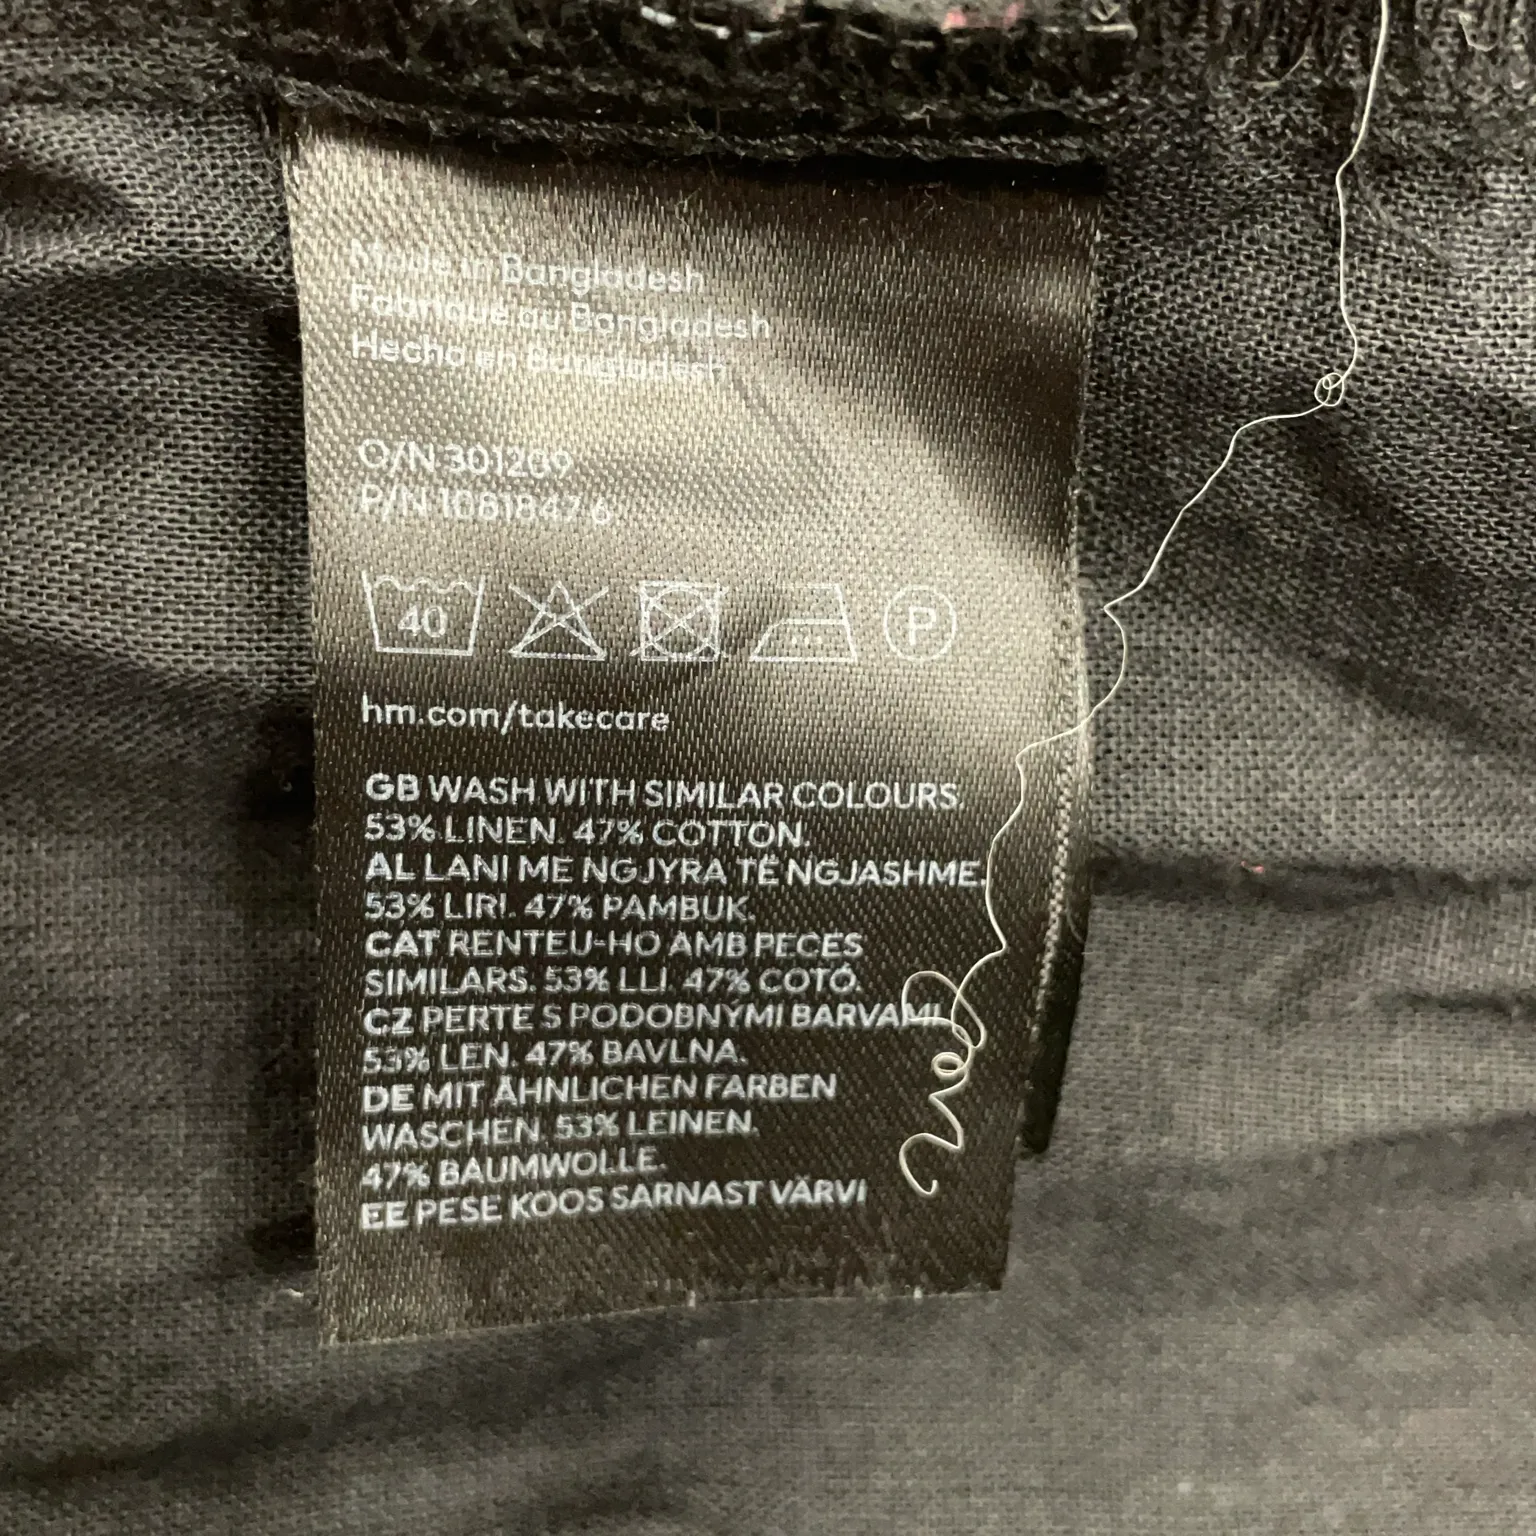 Made in Bangladesh
Fabriqué au Bangladesh
Hecho en Bangladesh
O/N 301209
P/N 1081847 6
40
P
hm.com/takecare
GB WASH WITH SIMILAR COLOURS
53% LINEN. 47% COTTON.
AL LANI ME NGJYRA TË NGJASHME.
53% LIRI. 47% PAMBUK.
CAT RENTEU-HO AMB PECES
SIMILARS. 53% LLI. 47% COTÓ.
CZ PERTE S PODOBNÝMI BARVAMI.
53% LEN. 47% BAVLNA.
DE MIT ÄHNLICHEN FARBEN
WASCHEN. 53% LEINEN.
47% BAUMWOLLE.
EE PESE KOOS SARNAST VÄRVI